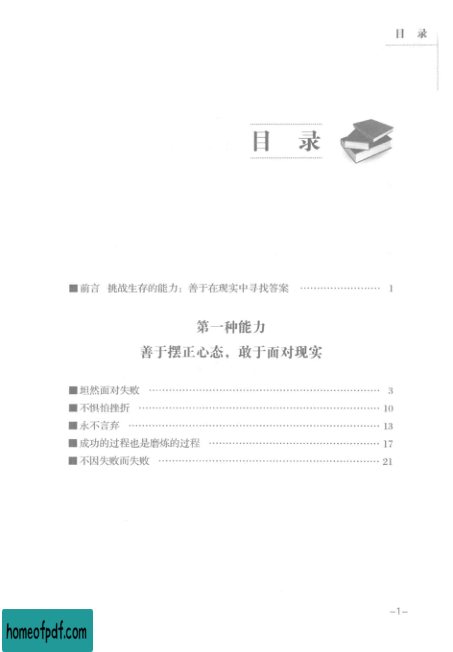 目 录
目 录
■前言 挑战生存的能力：善于在现实中寻找答案 …………………… 1
第一种能力
善于摆正心态，敢于面对现实
■坦然面对失败 …………………………………………………………… 3
■不惧怕挫折 ……………………………………………………………… 10
■永不言弃 ………………………………………………………………… 13
■成功的过程也是磨炼的过程 …………………………………………… 17
■不因失败而失败 ………………………………………………………… 21
-1-
homeofpdf.com